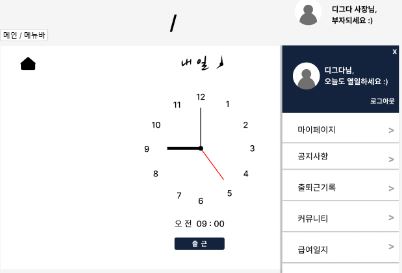 디그다 사장님,
부자되세요 :)
/
메인 / 메뉴바
내일
x
디그다님,
오늘도 열일하세요 :)
로그아웃
12
1
2
3
4
5
6
7
8
9
10
11
오전 09 : 00
출 근
마이페이지 >
공지사항 >
출퇴근기록 >
커뮤니티 >
급여일지 >